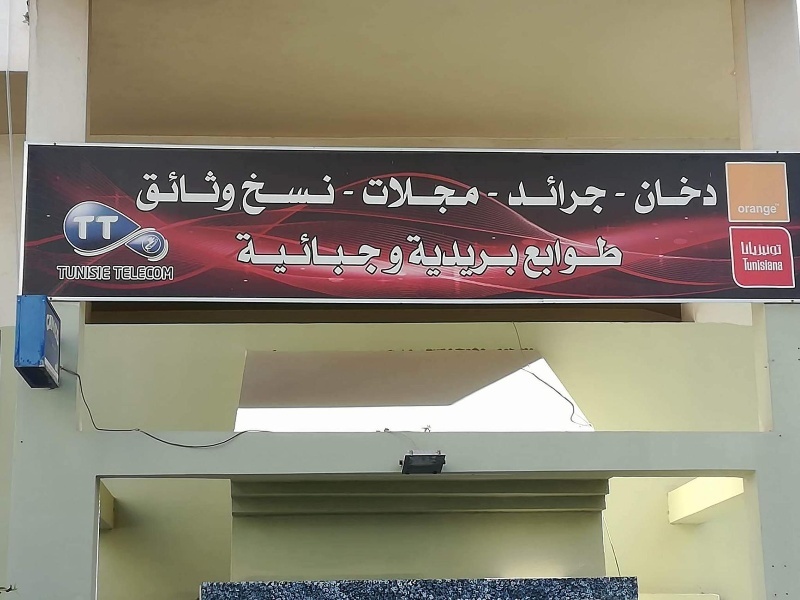 دخان - جرائد - مجلات - نسخ وثائق
طوابع بريدية وجبائية
orange
تونيزيانا
Tunisiana
TT
TUNISIE TELECOM